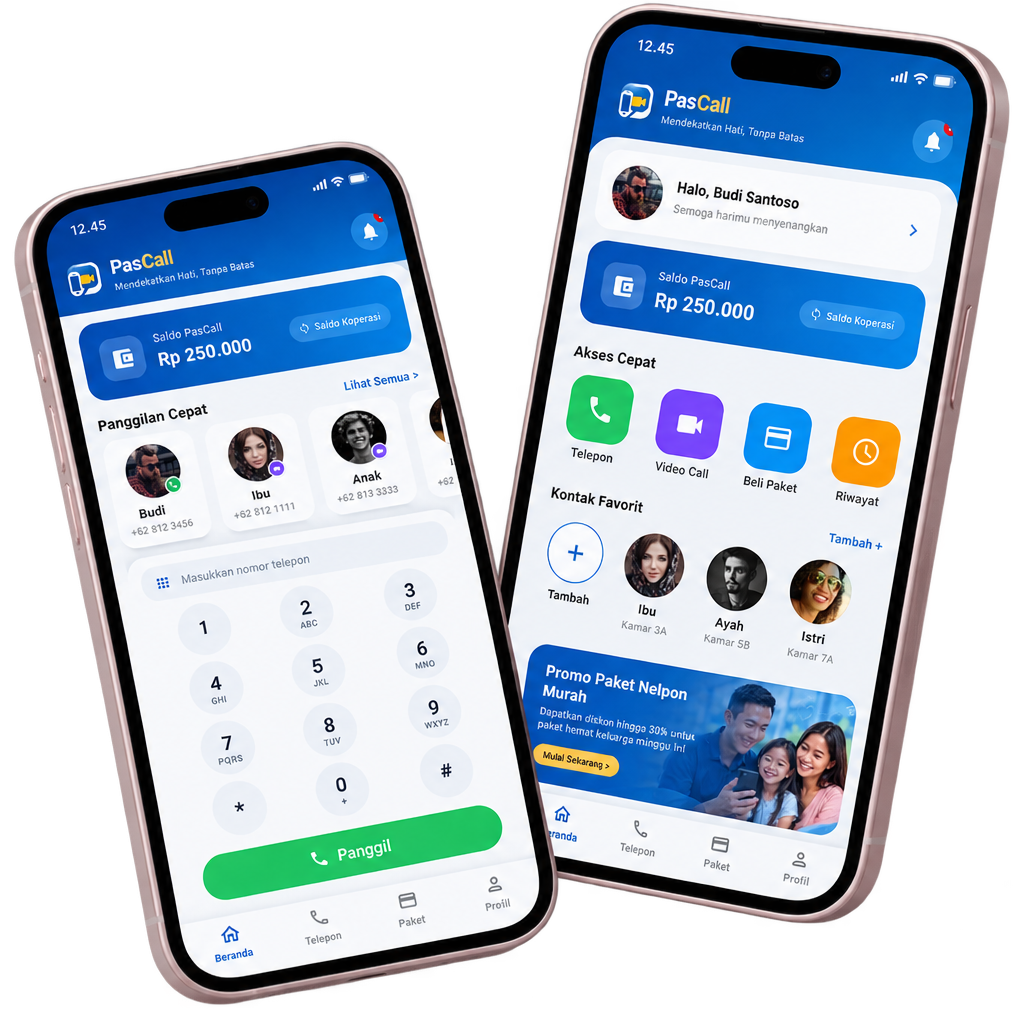 12.45
PasCall
Mendekatkan Hati, Tanpa Batas
Saldo PasCall
Rp 250.000
Saldo Koperasi
Lihat Semua >
Panggilan Cepat
Budi
+62 812 3456
Ibu
+62 812 1111
Anak
+62 813 3333
+62
Masukkan nomor telepon
1
2
ABC
3
DEF
4
GHI
5
JKL
6
MNO
7
PQRS
8
TUV
9
WXYZ
*
0
+
#
Panggil
Beranda
Telepon
Paket
Profil
12.45
PasCall
Mendekatkan Hati, Tanpa Batas
Halo, Budi Santoso
Semoga harimu menyenangkan
Saldo PasCall
Rp 250.000
Saldo Koperasi
Akses Cepat
Telepon
Video Call
Beli Paket
Riwayat
Kontak Favorit
Tambah +
Tambah
Ibu
Kamar 3A
Ayah
Kamar 5B
Istri
Kamar 7A
Promo Paket Nelpon
Murah
Dapatkan diskon hingga 30% untuk
paket hemat keluarga minggu ini
Mulai Sekarang >
eranda
Telepon
Paket
Profil